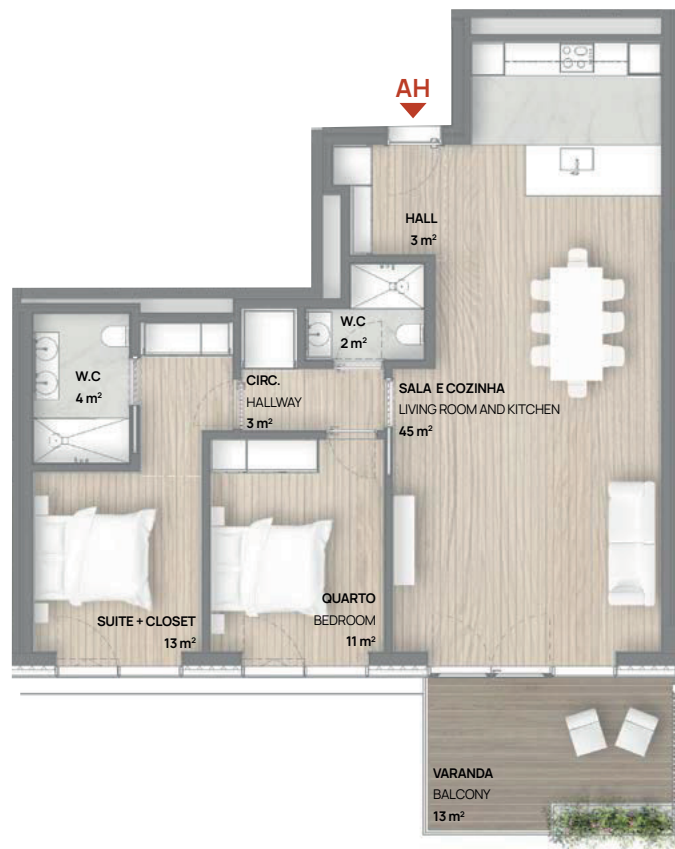 AH
HALL
3 m²
W.C
2 m²
W.C
4 m²
CIRC.
HALLWAY
3 m²
SALA E COZINHA
LIVING ROOM AND KITCHEN
45 m²
SUITE + CLOSET
13 m²
QUARTO
BEDROOM
11 m²
VARANDA
BALCONY
13 m²